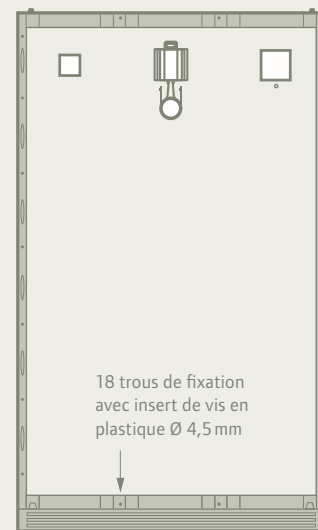 18 trous de fixation
avec insert de vis en
plastique Ø 4,5 mm